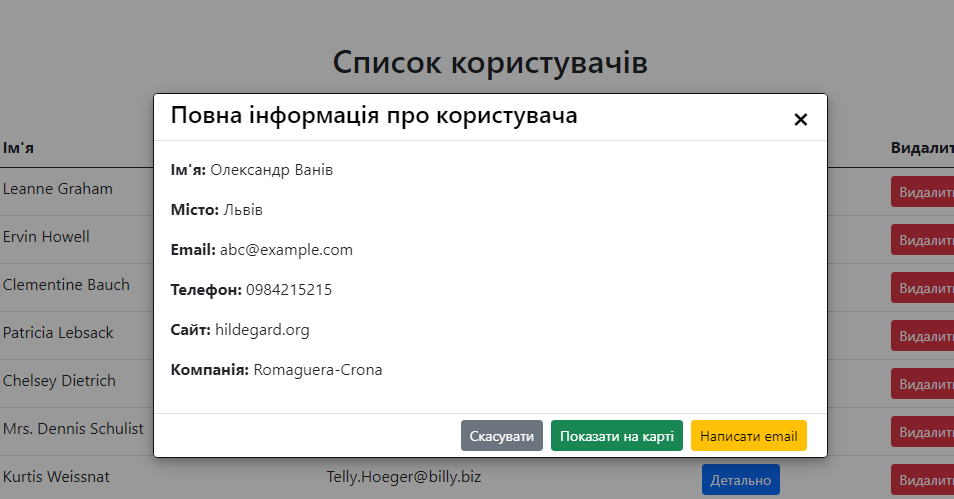 Список користувачів
Повна інформація про користувача ×
Ім'я Видалит
Ім'я: Олександр Ванів
Leanne Graham Видалит
Місто: Львів
Ervin Howell Видалит
Email: abc@example.com
Clementine Bauch Видалит
Телефон: 0984215215
Patricia Lebsack Видалит
Сайт: hildegard.org
Chelsey Dietrich Видалит
Компанія: Romaguera-Crona
Mrs. Dennis Schulist Видалит
Скасувати Показати на карті Написати email
Kurtis Weissnat Telly.Hoeger@billy.biz Детально Видалит